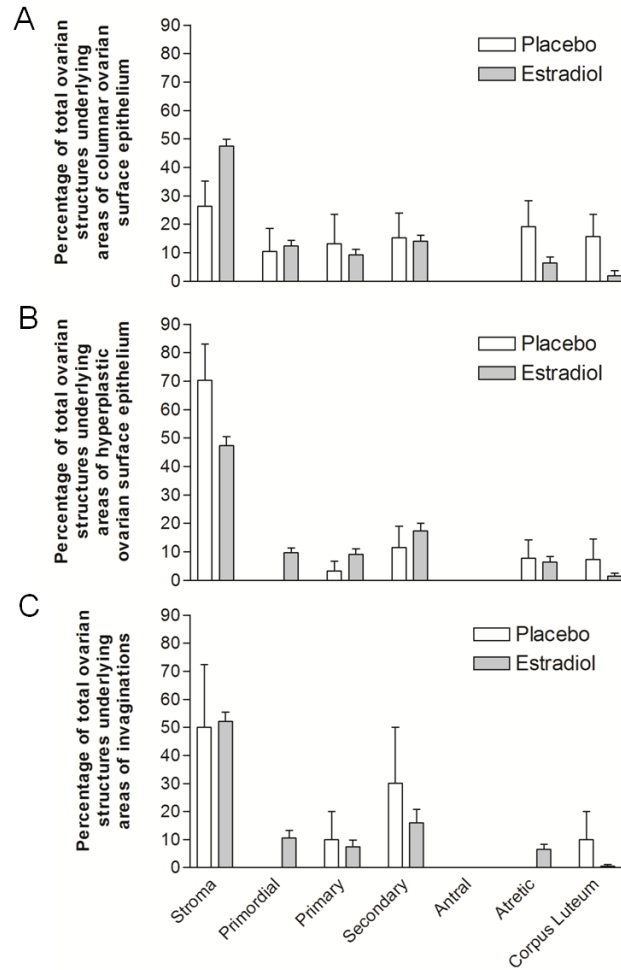 A
Percentage of total ovarian
structures underlying
areas of columnar ovarian
surface epithelium
90
80
70
60
50
40
30
20
10
0
Placebo
Estradiol
B
Percentage of total ovarian
structures underlying
areas of hyperplastic
ovarian surface epithelium
90
80
70
60
50
40
30
20
10
0
Placebo
Estradiol
C
Percentage of total ovarian
structures underlying
areas of invaginations
90
80
70
60
50
40
30
20
10
0
Placebo
Estradiol
Stroma
Primordial
Primary
Secondary
Antral
Atretic
Corpus Luteum